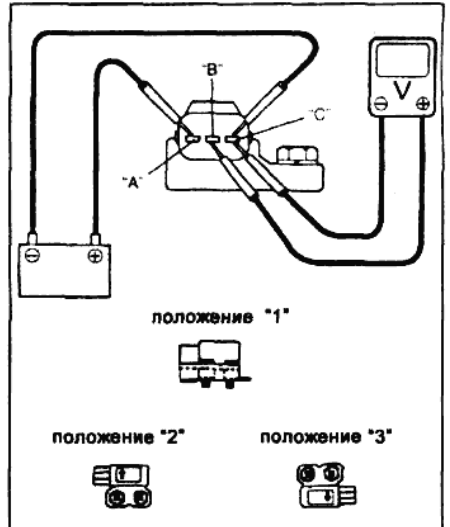 "B"
"C"
"A"
V
положение "1"
положение "2"
положение "3"